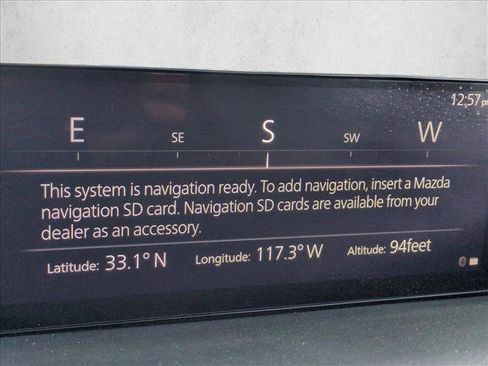 12:57
E SE S SW W
This system is navigation ready. To add navigation, insert a Mazda
navigation SD card. Navigation SD cards are available from your
dealer as an accessory.
Latitude: 33.1° N Longitude: 117.3° W Altitude: 94feet